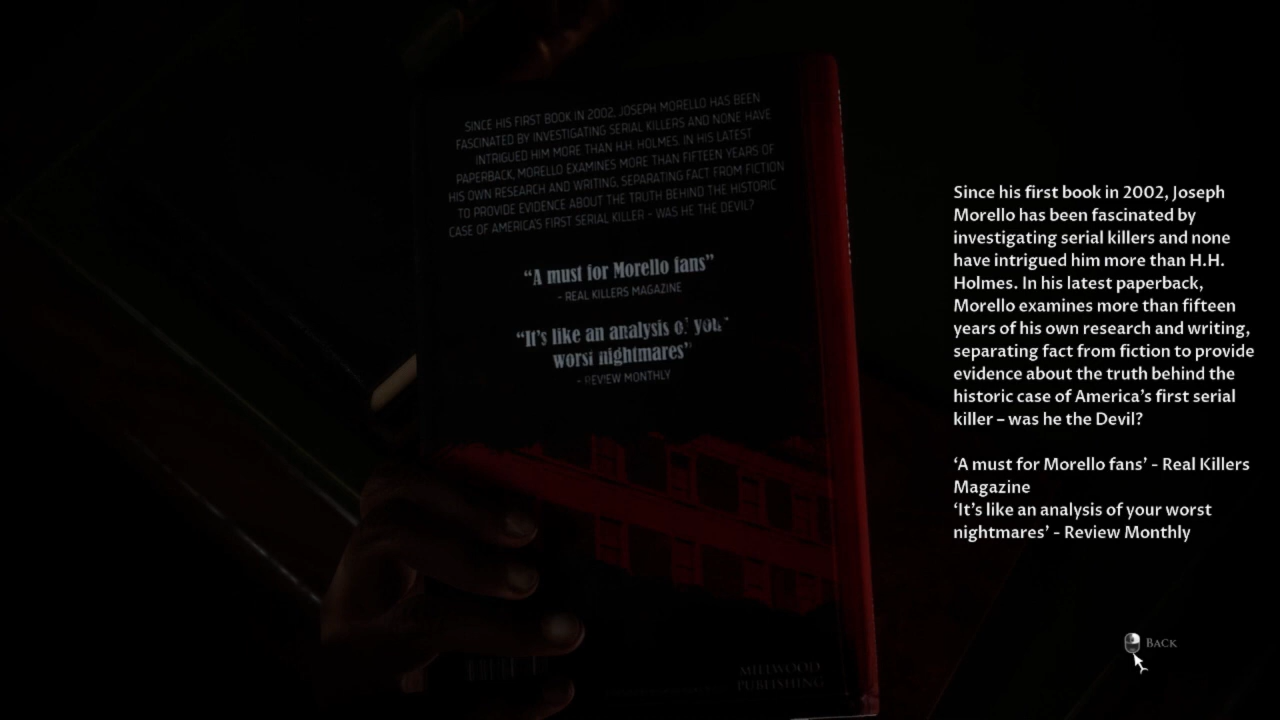 SINCE HIS FIRST BOOK IN 2002, JOSEPH MORELLO HAS BEEN
FASCINATED BY INVESTIGATING SERIAL KILLERS AND NONE HAVE
INTRIGUED HIM MORE THAN H.H. HOLMES. IN HIS LATEST
PAPERBACK, MORELLO EXAMINES MORE THAN FIFTEEN YEARS OF
HIS OWN RESEARCH AND WRITING, SEPARATING FACT FROM FICTION
TO PROVIDE EVIDENCE ABOUT THE TRUTH BEHIND THE HISTORIC
CASE OF AMERICA'S FIRST SERIAL KILLER – WAS HE THE DEVIL?
“A must for Morello fans”
- REAL KILLERS MAGAZINE
“It's like an analysis of your
worst nightmares”
- REVIEW MONTHLY
MILLWOOD
PUBLISHING
Since his first book in 2002, Joseph
Morello has been fascinated by
investigating serial killers and none
have intrigued him more than H.H.
Holmes. In his latest paperback,
Morello examines more than fifteen
years of his own research and writing,
separating fact from fiction to provide
evidence about the truth behind the
historic case of America's first serial
killer – was he the Devil?
‘A must for Morello fans’ - Real Killers
Magazine
‘It's like an analysis of your worst
nightmares’ - Review Monthly
BACK